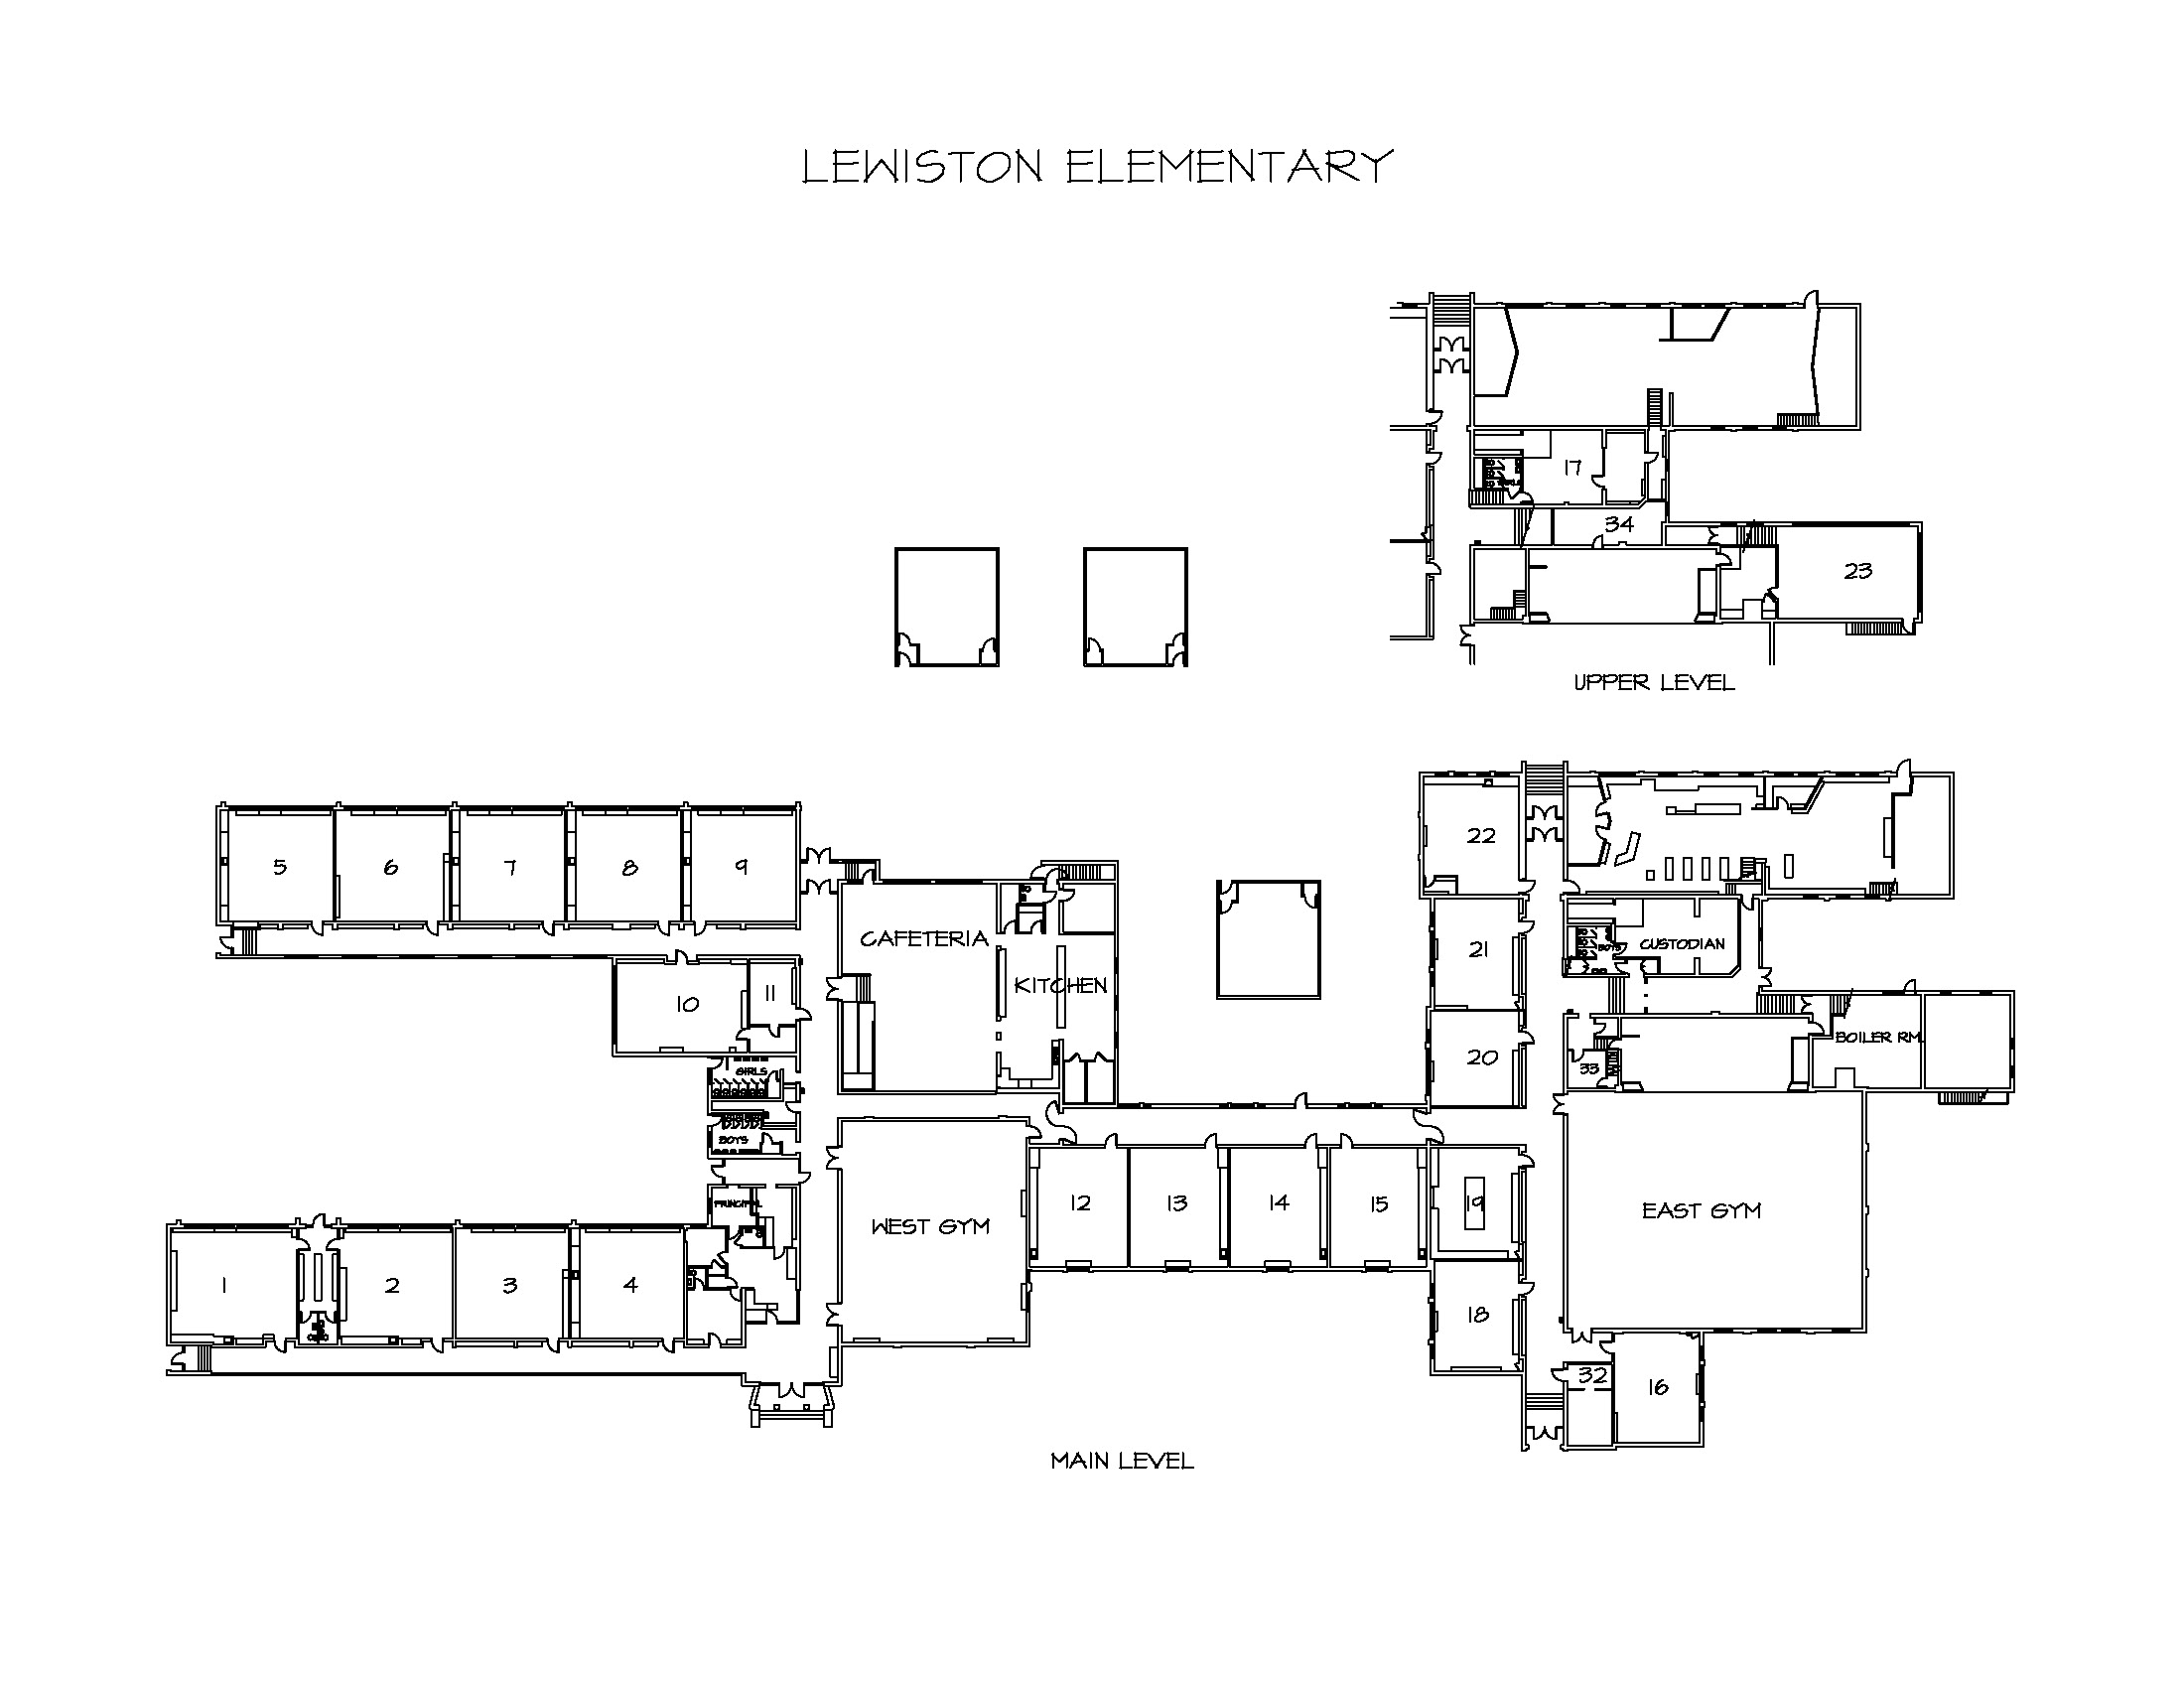 LEWISTON ELEMENTARY
17
34
23
UPPER LEVEL
22
5
6
7
8
9
CAFETERIA
21
BOYS
CUSTODIAN
KITCHEN
10
11
BOILER RM.
20
33
GIRLS
BOYS
PRINCIPAL
12
13
14
15
19
EAST GYM
WEST GYM
1
2
3
4
18
32
16
MAIN LEVEL